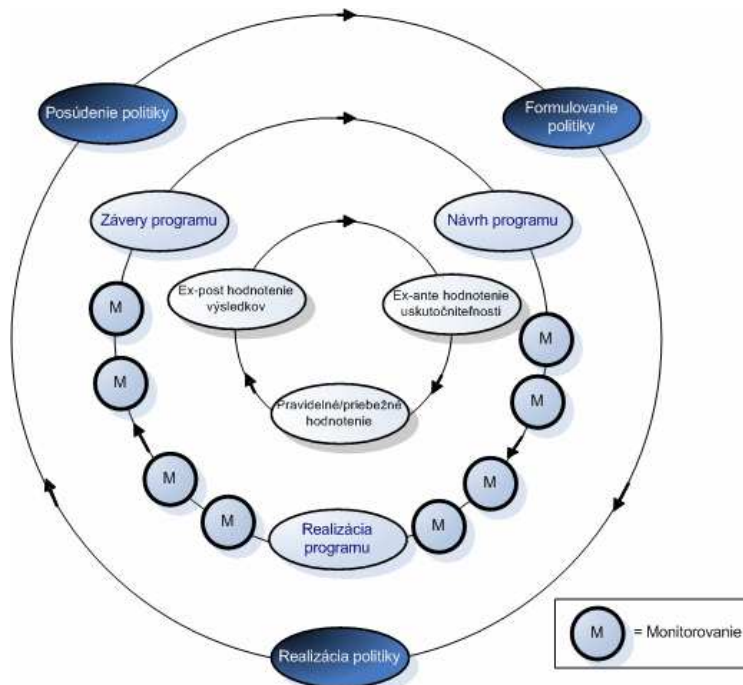 Posúdenie politiky
Formulovanie
politiky
Závery programu
Návrh programu
Ex-post hodnotenie
výsledkov
Ex-ante hodnotenie
uskutočniteľnosti
M
M
M
M
Pravidelné/priebežné
hodnotenie
M
M
M
M
Realizácia
programu
M
= Monitorovanie
Realizácia politiky